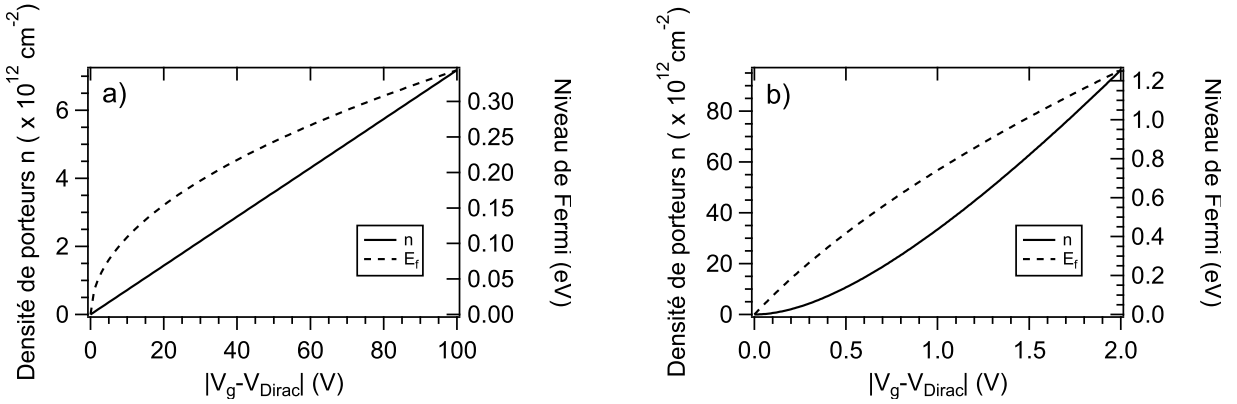 Densité de porteurs n ( x 10^12 cm^-2)
a)
6
4
2
0
0 20 40 60 80 100
|Vg-VDirac| (V)
0.30
0.25
0.20
0.15
0.10
0.05
0.00
Niveau de Fermi (eV)
n
Ef
Densité de porteurs n ( x 10^12 cm^-2)
b)
80
60
40
20
0
0.0 0.5 1.0 1.5 2.0
|Vg-VDirac| (V)
1.2
1.0
0.8
0.6
0.4
0.2
0.0
Niveau de Fermi (eV)
n
Ef